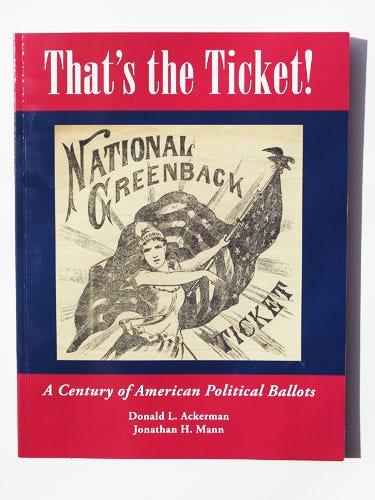 That's the Ticket!
NATIONAL
GREENBACK
TICKET
A Century of American Political Ballots
Donald L. Ackerman
Jonathan H. Mann